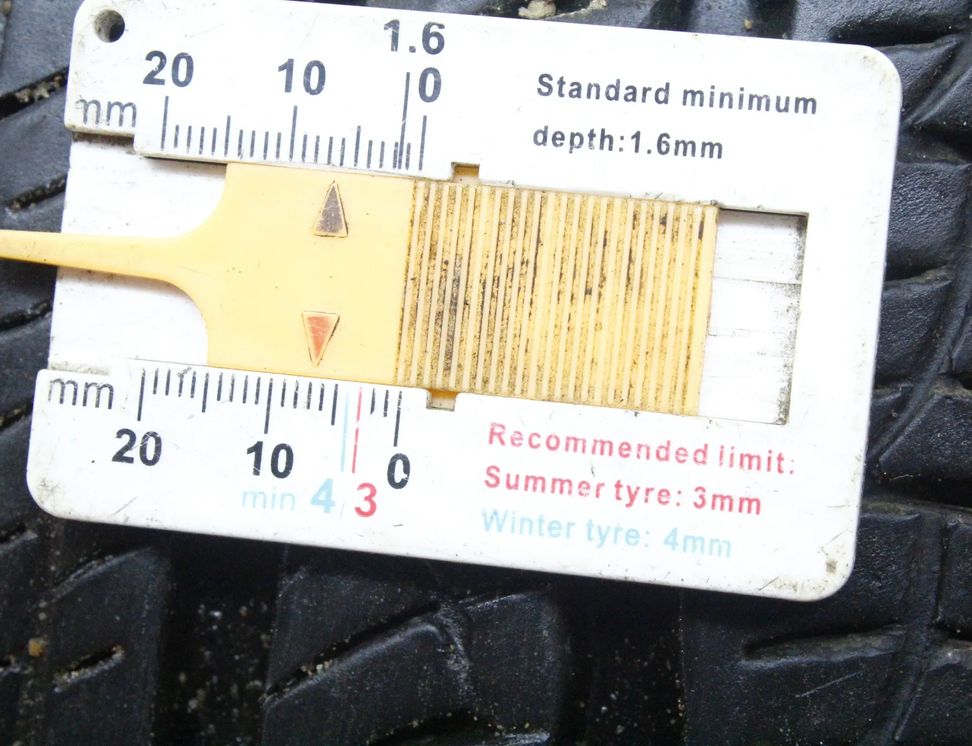 1.6
20 10 0
mm
Standard minimum
depth:1.6mm
mm
20 10 0
min 4 3
Recommended limit:
Summer tyre: 3mm
Winter tyre: 4mm